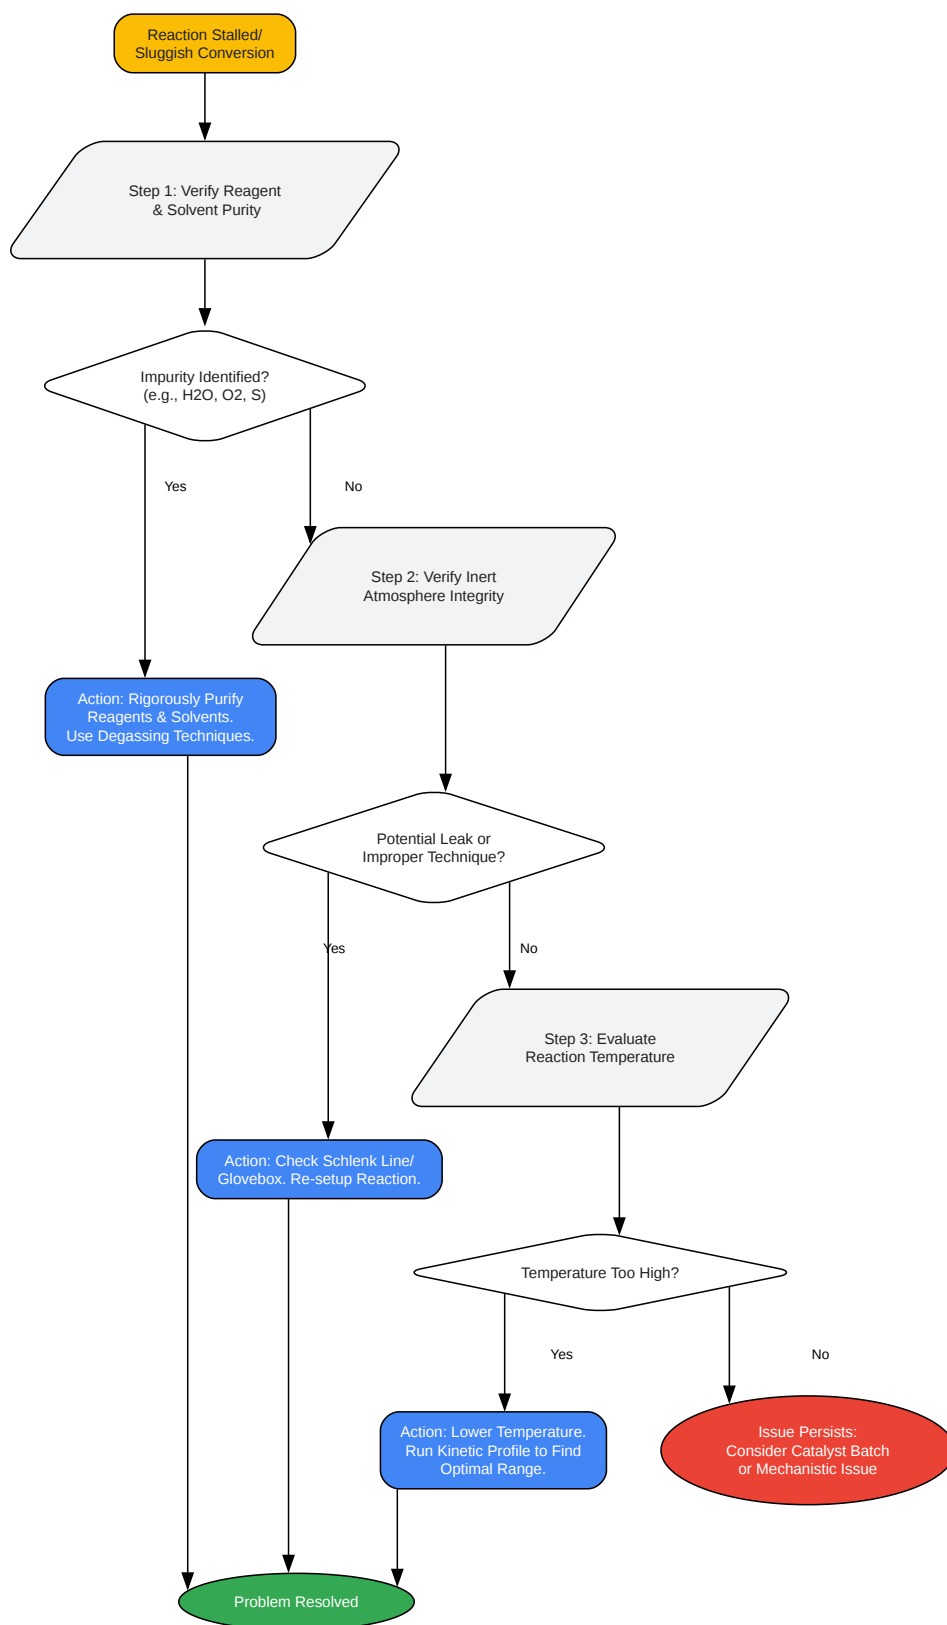 Reaction Stalled/
Sluggish Conversion
Step 1: Verify Reagent
& Solvent Purity
Impurity Identified?
(e.g., H2O, O2, S)
Yes
No
Step 2: Verify Inert
Atmosphere Integrity
Action: Rigorously Purify
Reagents & Solvents.
Use Degassing Techniques.
Potential Leak or
Improper Technique?
Yes
No
Step 3: Evaluate
Reaction Temperature
Action: Check Schlenk Line/
Glovebox. Re-setup Reaction.
Temperature Too High?
Yes
No
Action: Lower Temperature.
Run Kinetic Profile to Find
Optimal Range.
Issue Persists:
Consider Catalyst Batch
or Mechanistic Issue
Problem Resolved